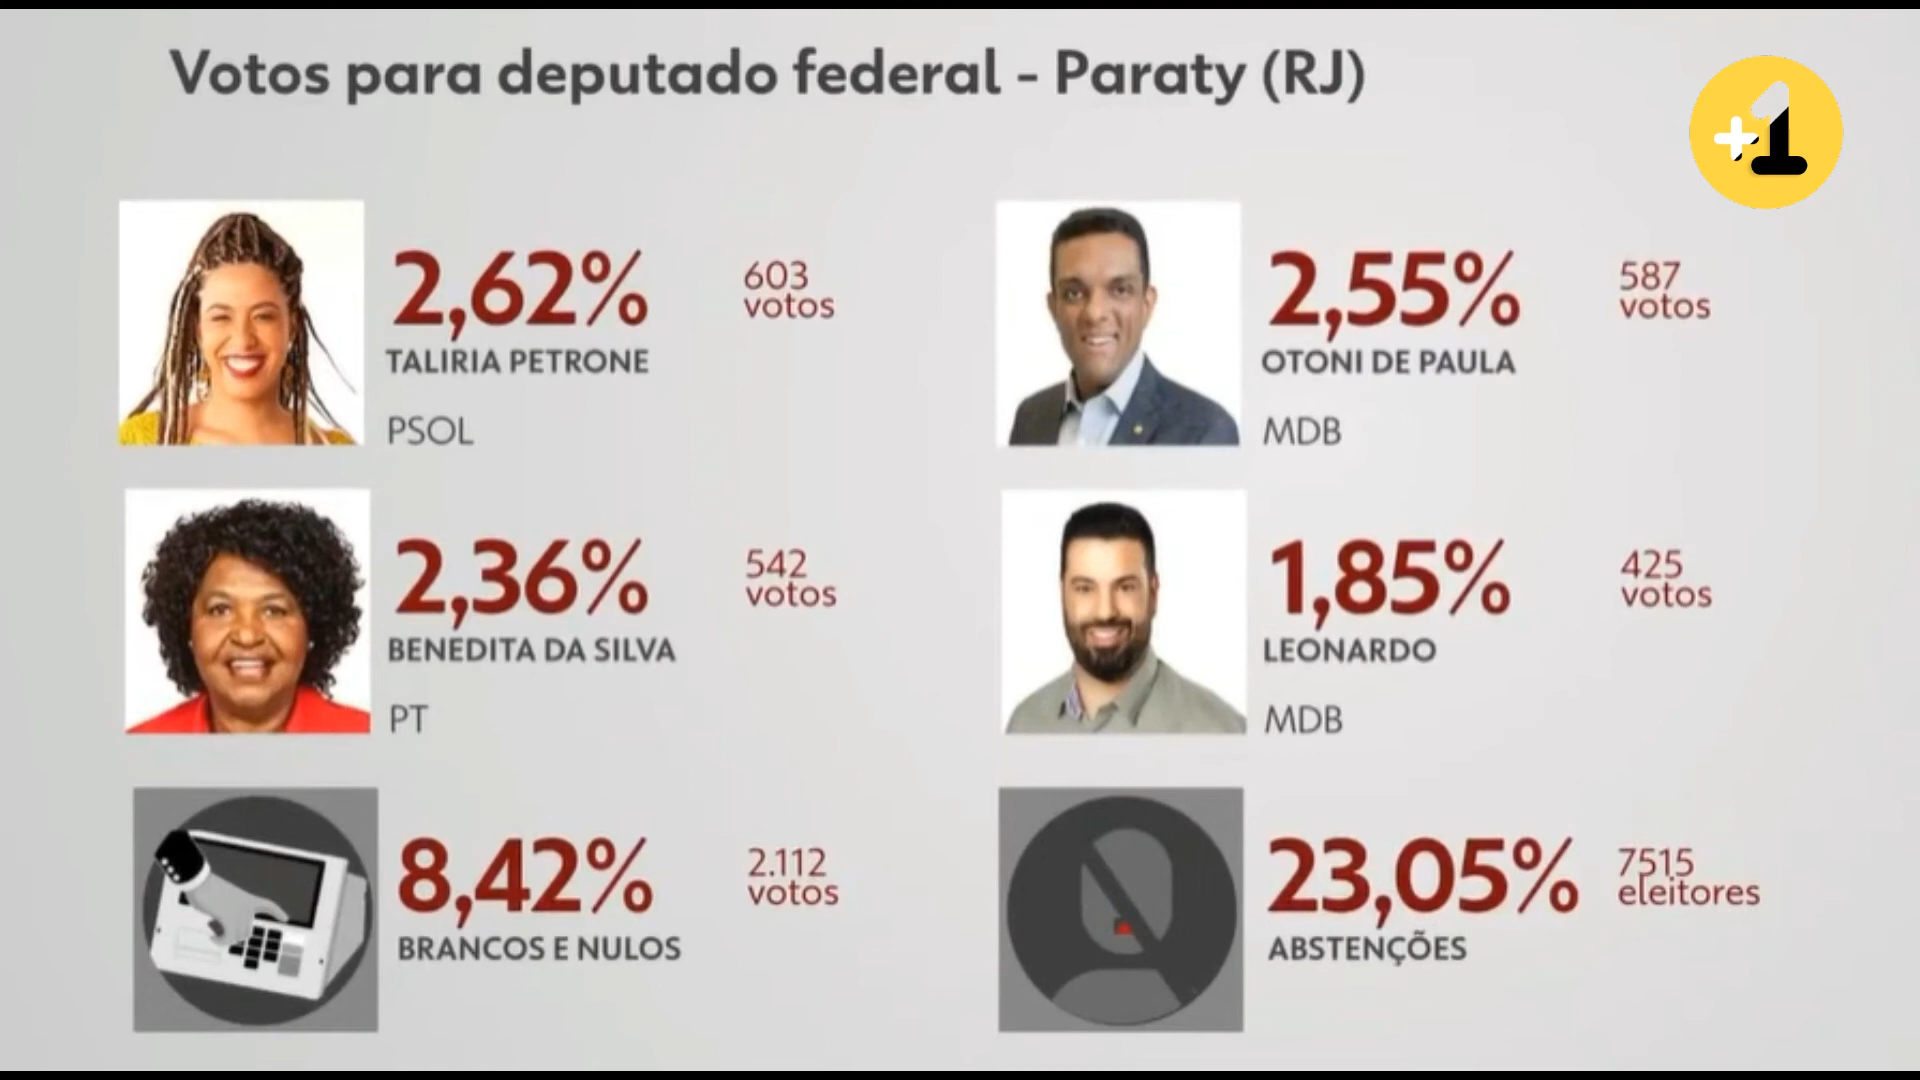 Votos para deputado federal - Paraty (RJ)
+1
2,62%
603
votos
TALIRIA PETRONE
PSOL
2,55%
587
votos
OTONI DE PAULA
MDB
2,36%
542
votos
BENEDITA DA SILVA
PT
1,85%
425
votos
LEONARDO
MDB
8,42%
2.112
votos
BRANCOS E NULOS
23,05%
7515
eleitores
ABSTENÇÕES